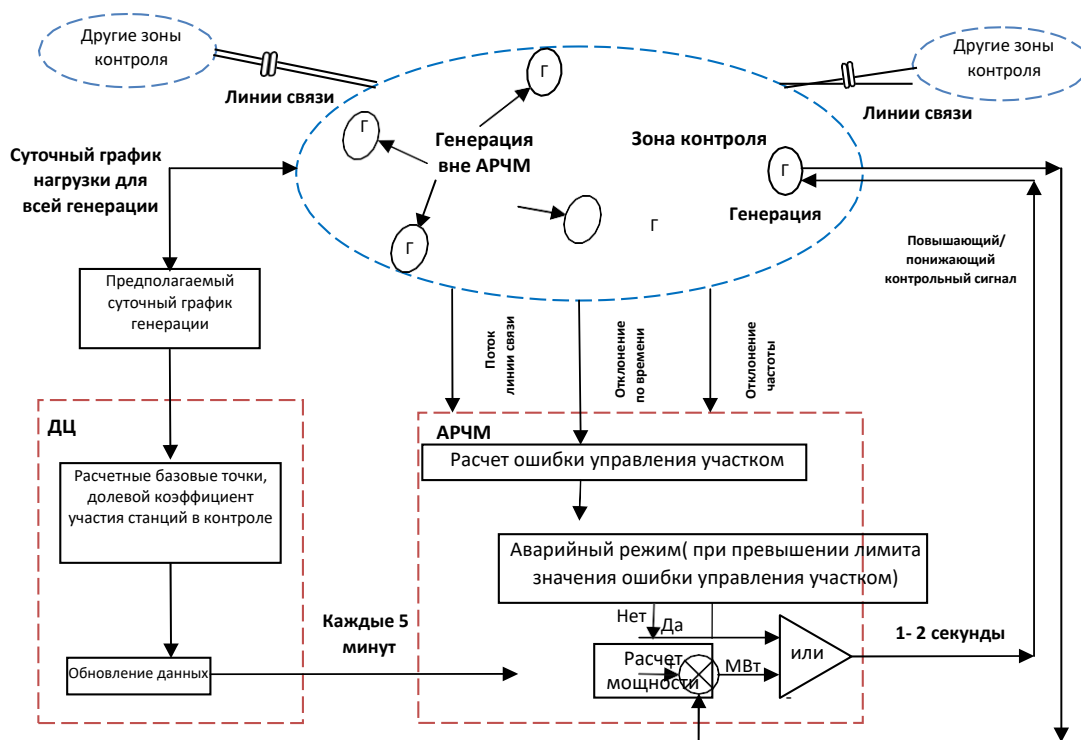 Другие зоны
контроля
Другие зоны
контроля
Линии связи
Линии связи
Г
Г
Г
Г
Г
Генерация
вне АРЧМ
Зона контроля
Генерация
Суточный график
нагрузки для
всей генерации
Повышающий/
понижающий
контрольный сигнал
Предполагаемый
суточный график
генерации
Поток
линии связи
Отклонение
по времени
Отклонение
частоты
ДЦ
АРЧМ
Расчет ошибки управления участком
Расчетные базовые точки,
долевой коэффициент
участия станций в контроле
Аварийный режим( при превышении лимита
значения ошибки управления участком)
Каждые 5
минут
Нет
Да
1- 2 секунды
или
Обновление данных
Расчет
мощности
+
МВт
-